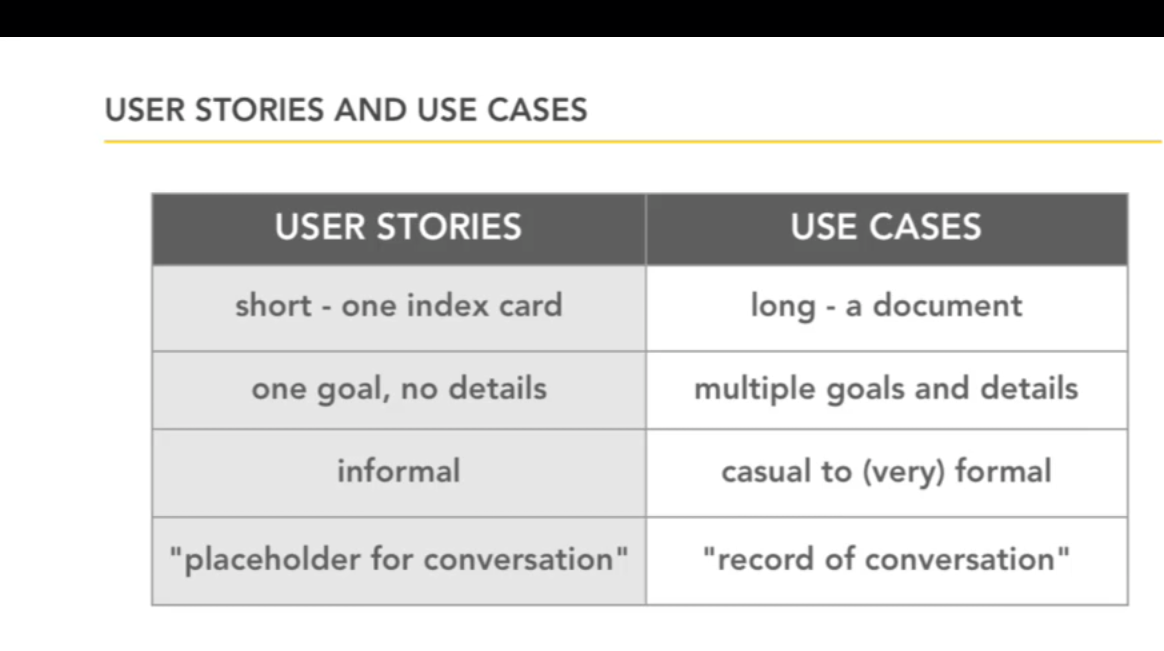 USER STORIES AND USE CASES
USER STORIES USE CASES
short - one index card long - a document
one goal, no details multiple goals and details
informal casual to (very) formal
"placeholder for conversation" "record of conversation"